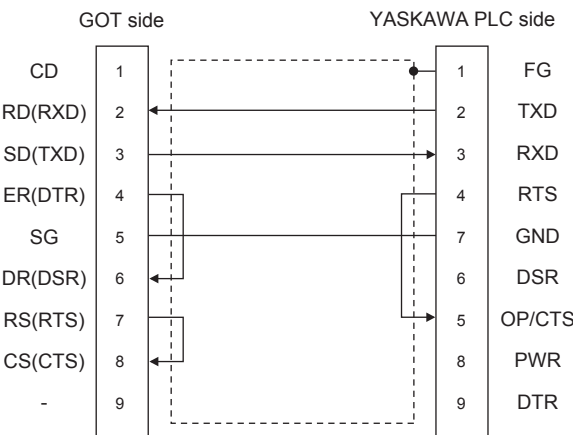 GOT side YASKAWA PLC side
CD 1 1 FG
RD(RXD) 2 2 TXD
SD(TXD) 3 3 RXD
ER(DTR) 4 4 RTS
SG 5 7 GND
DR(DSR) 6 6 DSR
RS(RTS) 7 5 OP/CTS
CS(CTS) 8 8 PWR
- 9 9 DTR